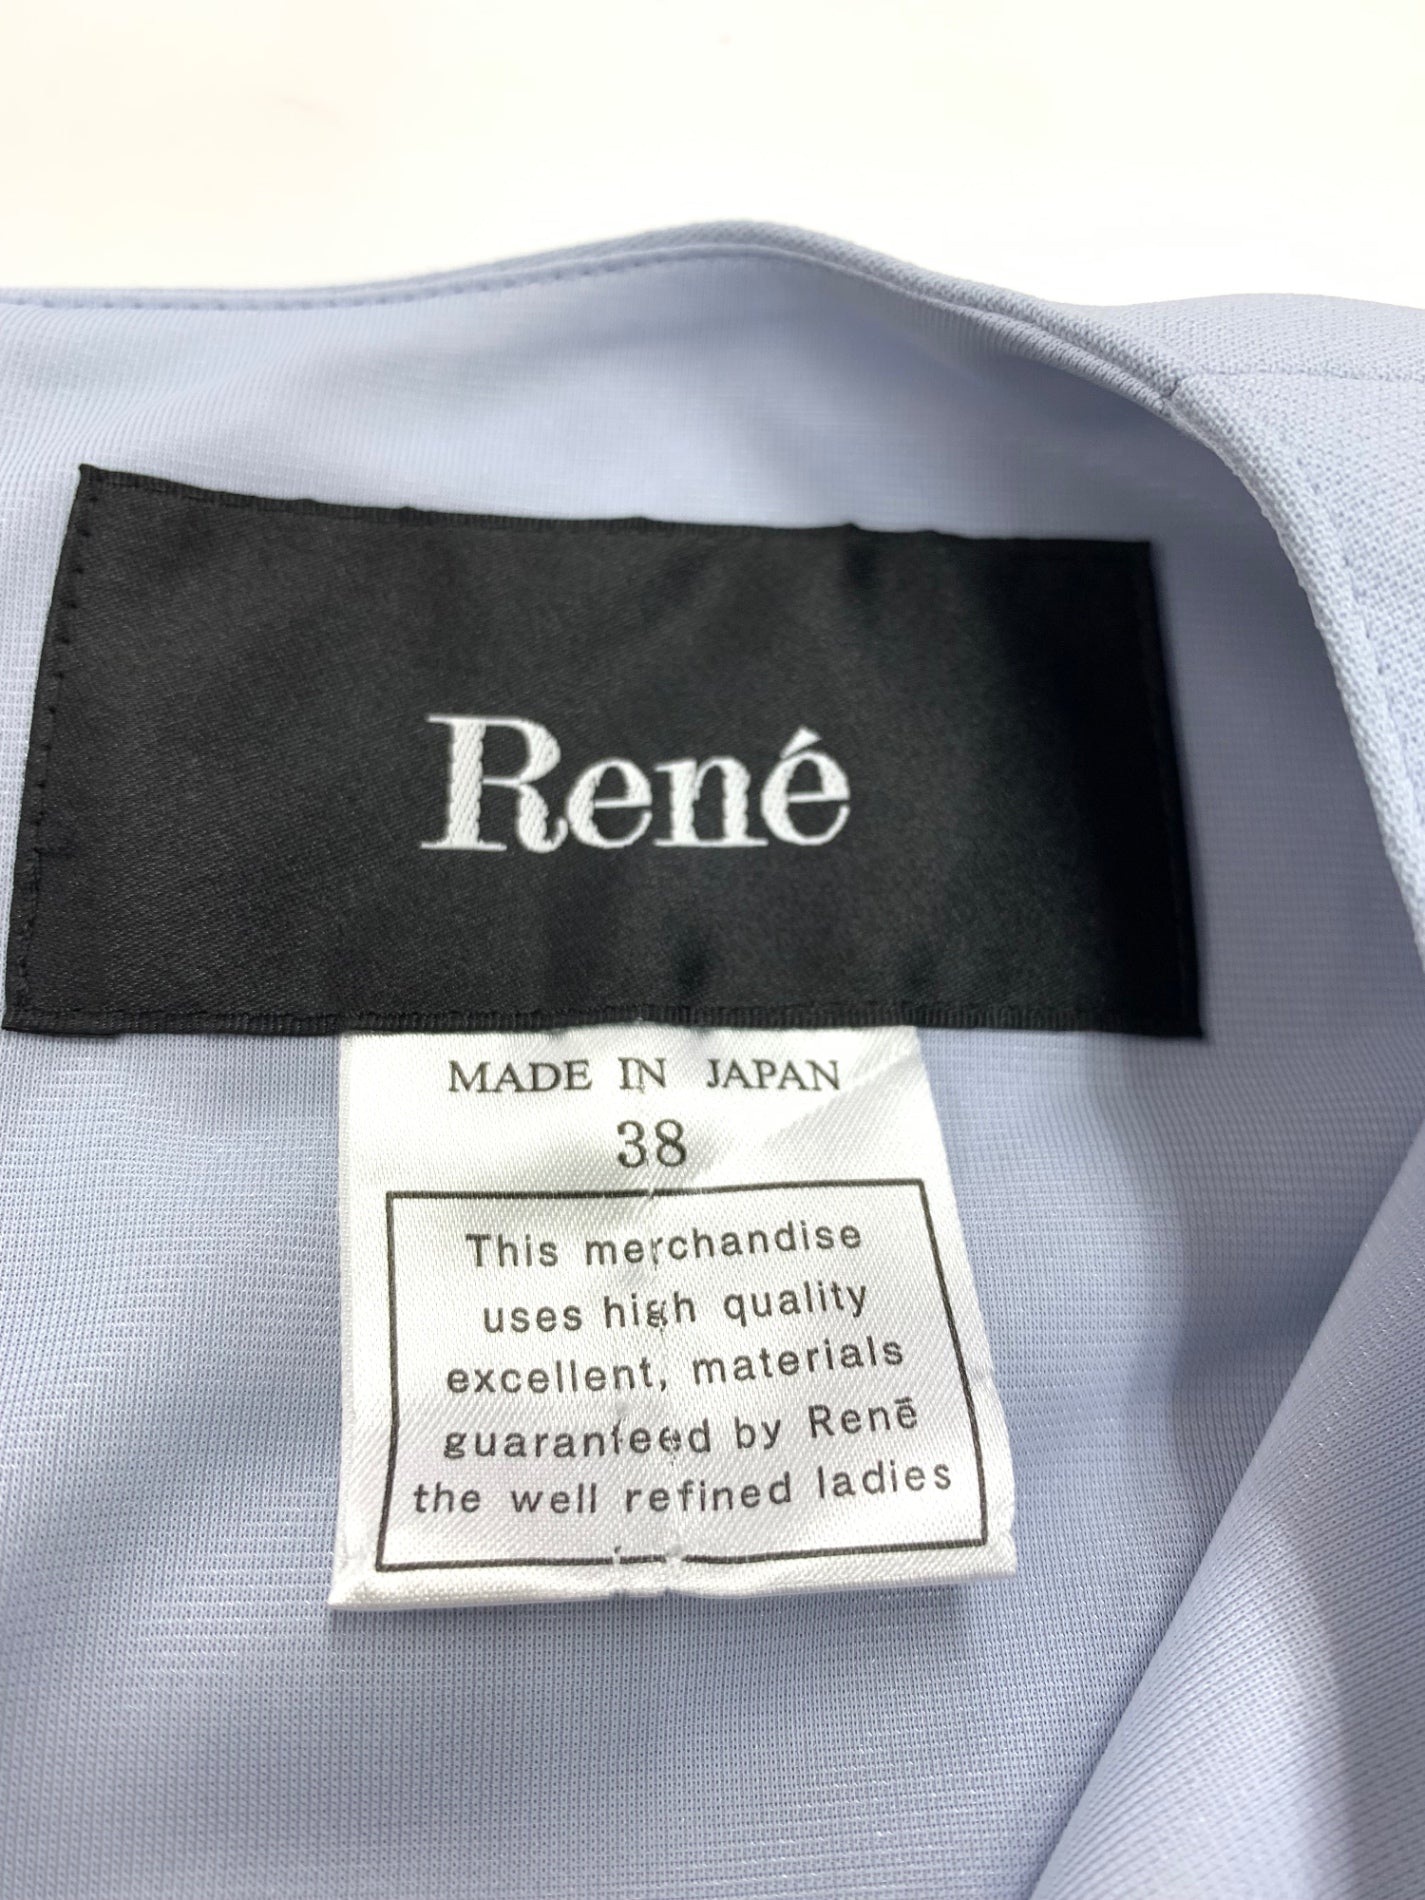 René
MADE IN JAPAN
38
This merchandise
uses high quality
excellent, materials
guaranteed by Renē
the well refined ladies